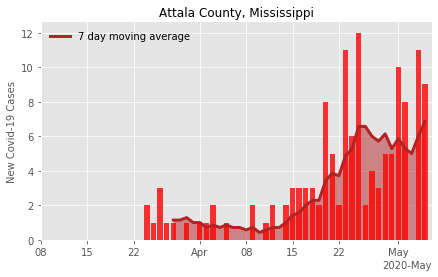 Attala County, Mississippi
7 day moving average
New Covid-19 Cases
12
10
8
6
4
2
0
08 15 22 Apr 08 15 22 May
2020-May